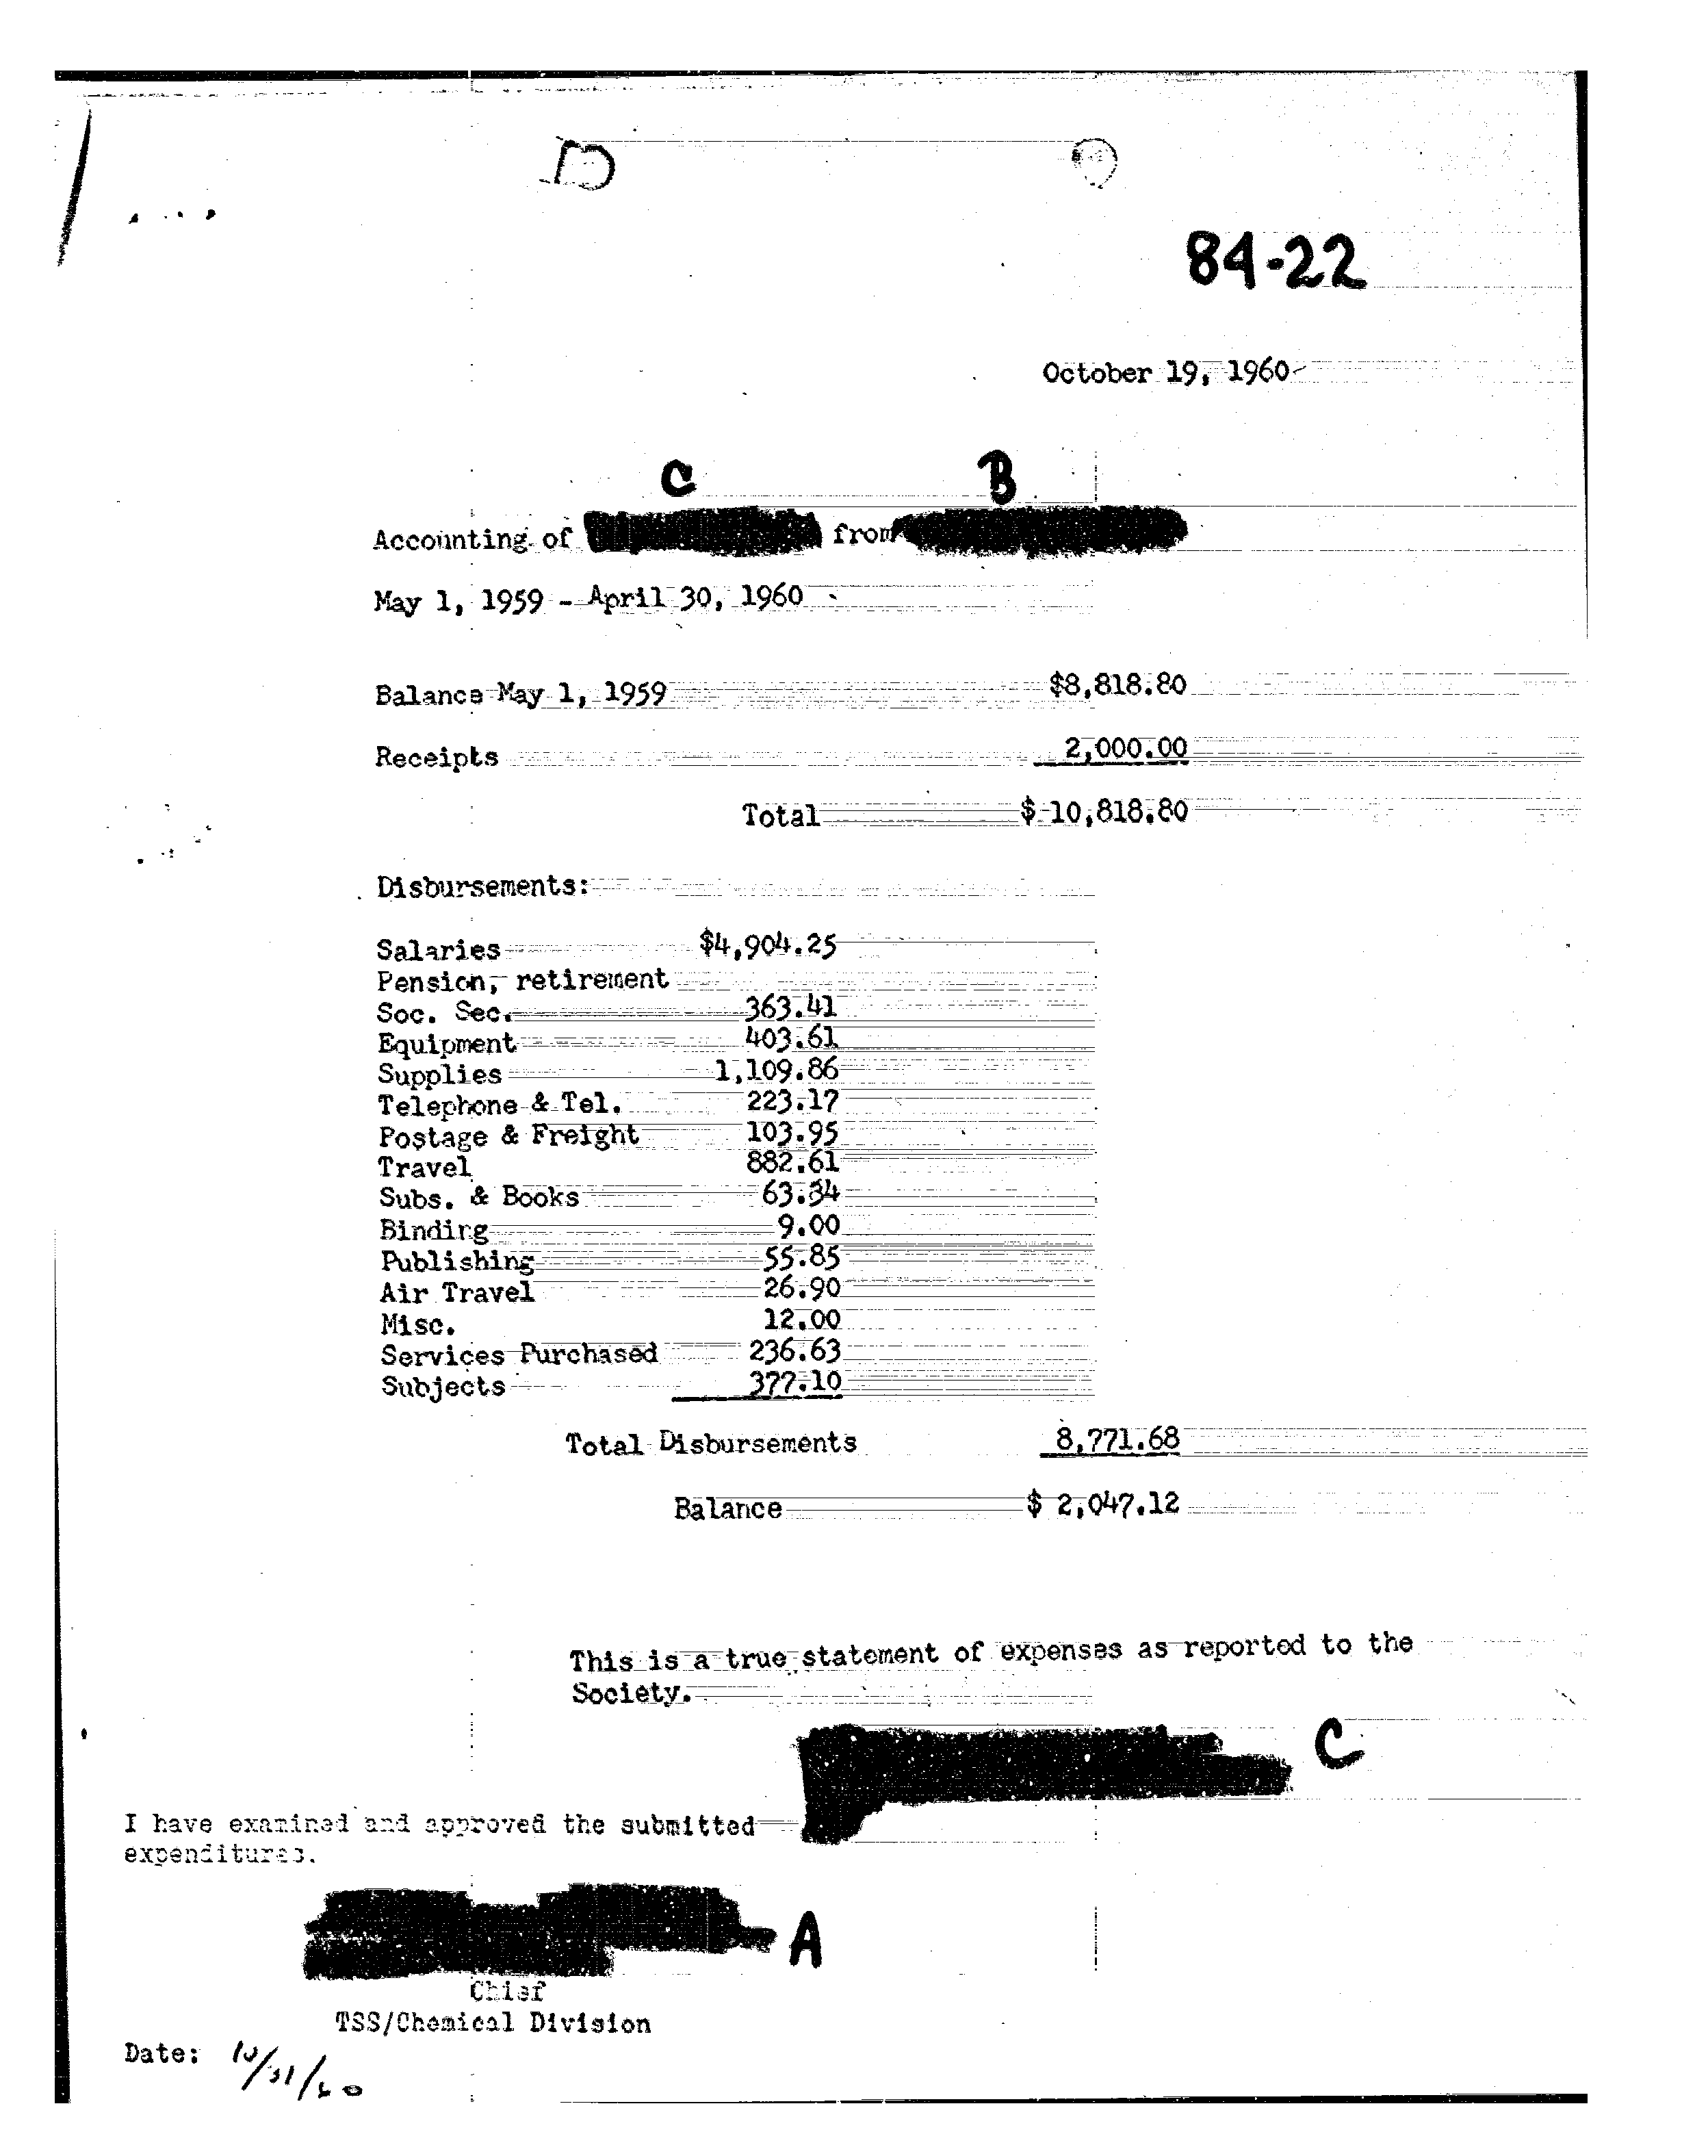 84-22
October 19, 1960
C B
Accounting of from
May 1, 1959 - April 30, 1960
Balance May 1, 1959 $8,818.80
Receipts 2,000.00
Total $ 10,818.80
Disbursements:
Salaries $4,904.25
Pension, retirement
Soc. Sec. 363.41
Equipment 403.61
Supplies 1,109.86
Telephone & Tel. 223.17
Postage & Freight 103.95
Travel 882.61
Subs. & Books 63.34
Binding 9.00
Publishing 55.85
Air Travel 26.90
Misc. 12.00
Services Purchased 236.63
Subjects 377.10
Total Disbursements 8,771.68
Balance $ 2,047.12
This is a true statement of expenses as reported to the
Society.
C
I have examined and approved the submitted
expenditures.
A
Chief
TSS/Chemical Division
Date: 10/31/60